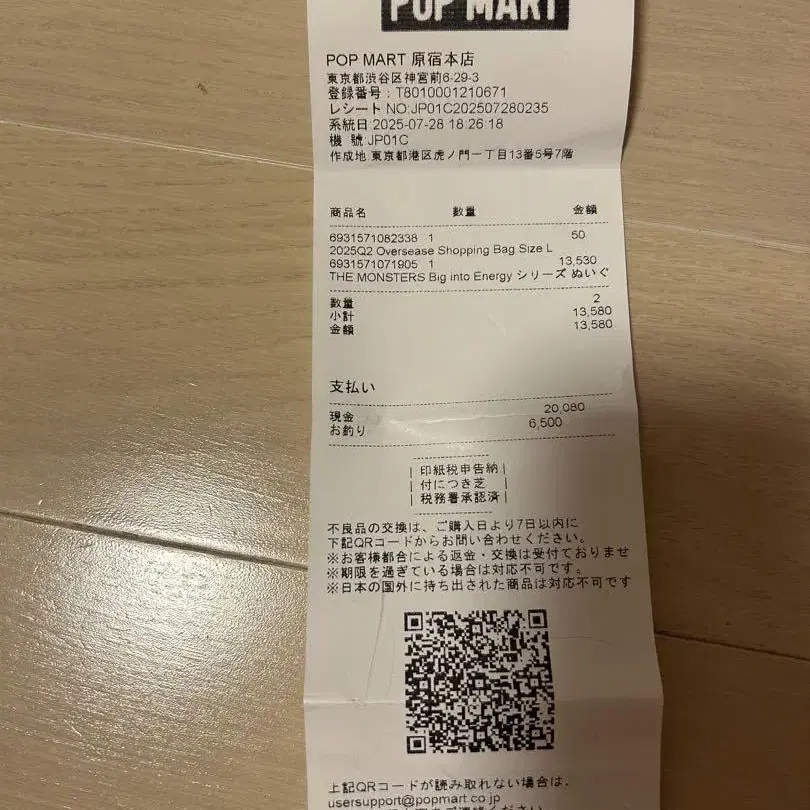 POP MART
POP MART 原宿本店
東京都渋谷区神宮前6-29-3
登録番号：T8010001210671
レシート NO:JP01C202507280235
系統日 2025-07-28 18:26:18
機 號 JP01C
作成地 東京都港区虎ノ門一丁目13番5号7階
商品名 数量 金額
6931571082338 1 50
2025Q2 Oversease Shopping Bag Size L
6931571071905 1 13,530
THE MONSTERS Big into Energy シリーズ ぬいぐ
数量 2
小計 13,580
金額 13,580
支払い
現金 20,080
お釣り 6,500
印紙税申告納
付につき芝
税務署承認済
不良品の交換は、ご購入日より7日以内に
下記QRコードからお問い合わせください。
※お客様都合による返金・交換は受付ておりませ
※期限を過ぎている場合は対応不可です。
※日本の国外に持ち出された商品は対応不可です
上記QRコードが読み取れない場合は、
usersupport@popmart.co.jp